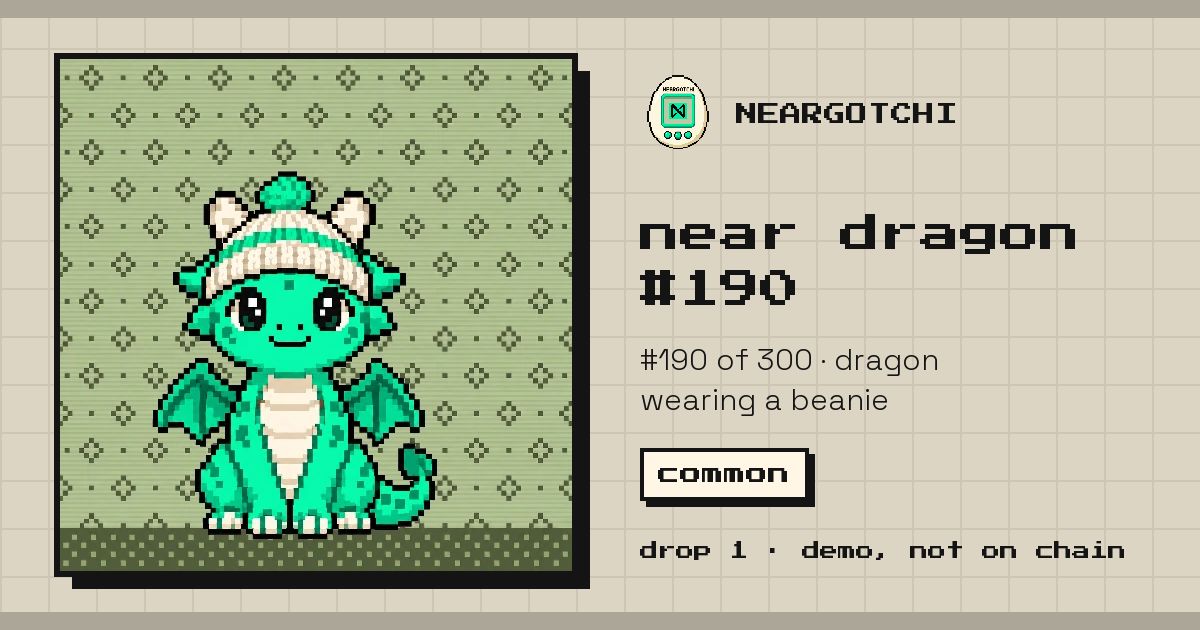 NEARGOTCHI
NEARGOTCHI
near dragon
#190
#190 of 300 · dragon
wearing a beanie
common
drop 1 · demo, not on chain